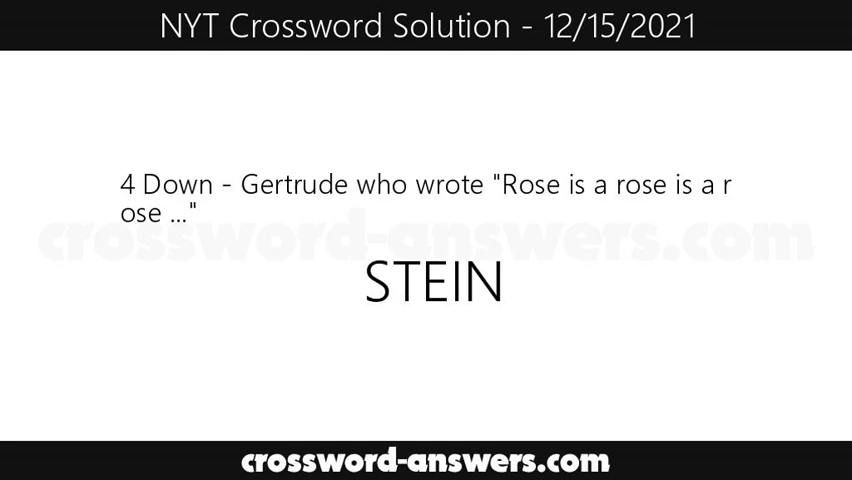 NYT Crossword Solution - 12/15/2021
4 Down - Gertrude who wrote "Rose is a rose is a r
ose ..."
crossword-answers.com
STEIN
crossword-answers.com